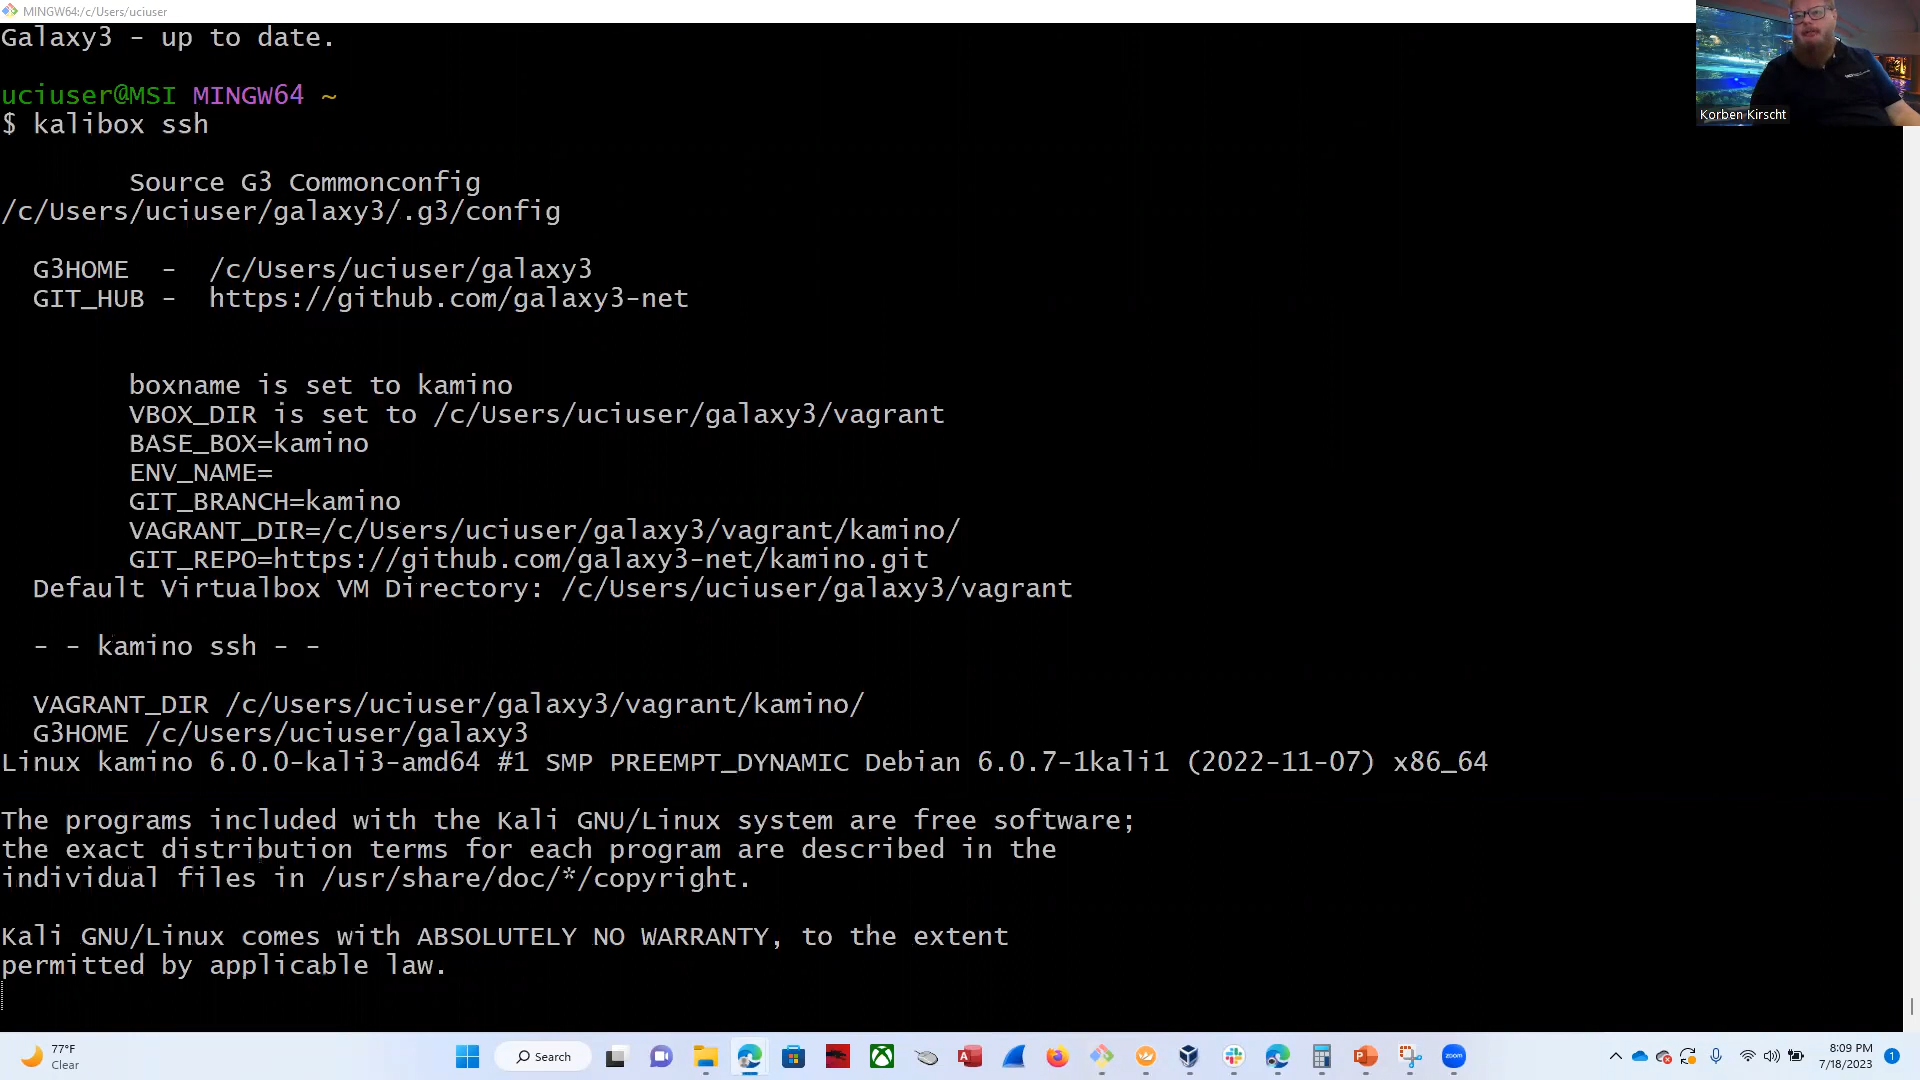 MINGW64:/c/Users/uciuser
Galaxy3 - up to date.
uciuser@MSI MINGW64 ~
$ kalibox ssh
Source G3 Commonconfig
/c/Users/uciuser/galaxy3/.g3/config
G3HOME - /c/Users/uciuser/galaxy3
GIT_HUB - https://github.com/galaxy3-net
boxname is set to kamino
VBOX_DIR is set to /c/Users/uciuser/galaxy3/vagrant
BASE_BOX=kamino
ENV_NAME=
GIT_BRANCH=kamino
VAGRANT_DIR=/c/Users/uciuser/galaxy3/vagrant/kamino/
GIT_REPO=https://github.com/galaxy3-net/kamino.git
Default Virtualbox VM Directory: /c/Users/uciuser/galaxy3/vagrant
- - kamino ssh - -
VAGRANT_DIR /c/Users/uciuser/galaxy3/vagrant/kamino/
G3HOME /c/Users/uciuser/galaxy3
Linux kamino 6.0.0-kali3-amd64 #1 SMP PREEMPT_DYNAMIC Debian 6.0.7-1kali1 (2022-11-07) x86_64
The programs included with the Kali GNU/Linux system are free software;
the exact distribution terms for each program are described in the
individual files in /usr/share/doc/*/copyright.
Kali GNU/Linux comes with ABSOLUTELY NO WARRANTY, to the extent
permitted by applicable law.
Korben Kirscht
77°F
Clear
Search
zoom
8:09 PM
7/18/2023
1